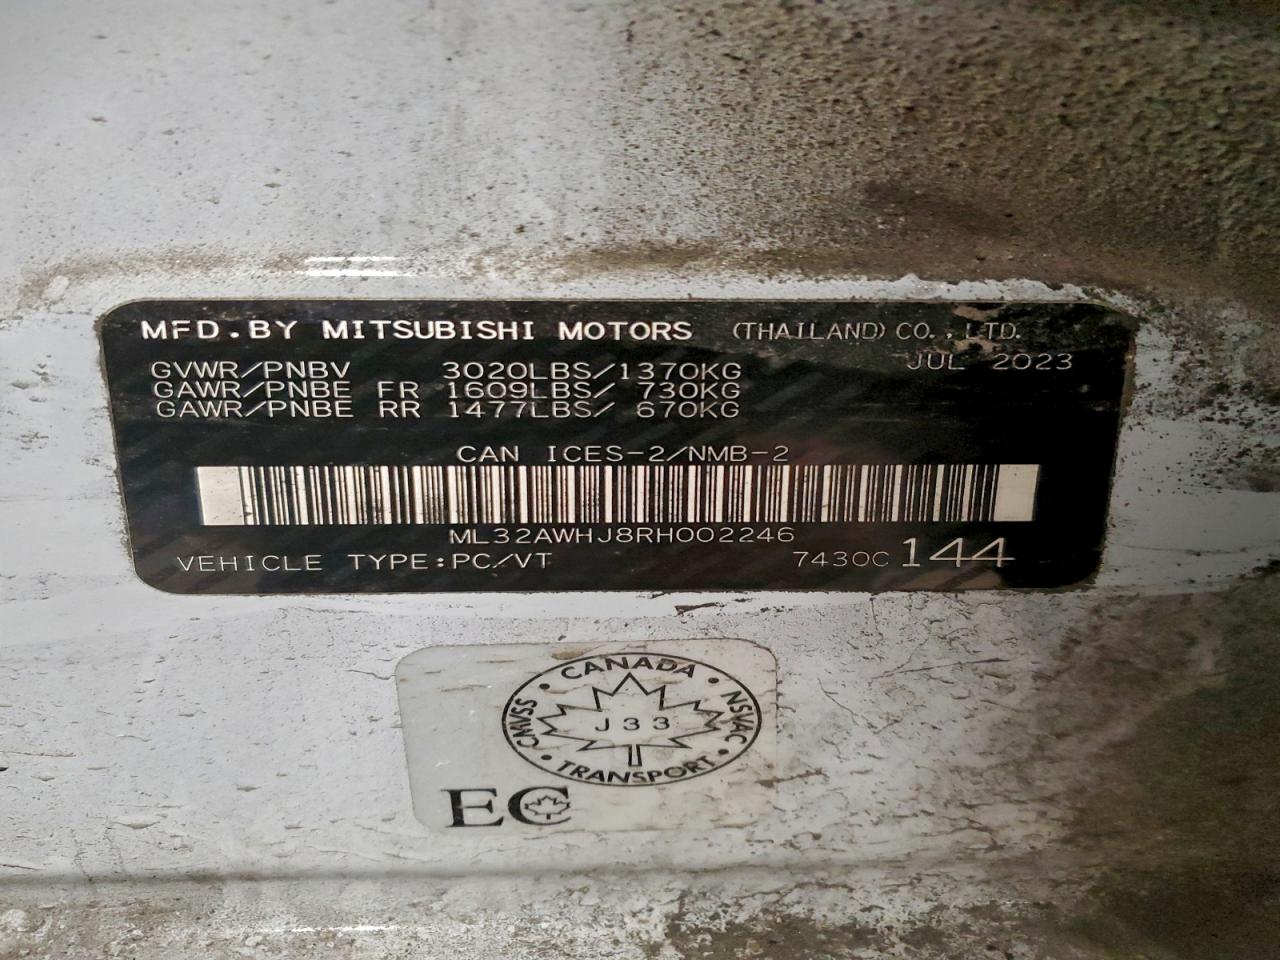 MFD.BY MITSUBISHI MOTORS (THAILAND) CO., LTD.
JUL 2023
GVWR/PNBV 3020LBS/1370KG
GAWR/PNBE FR 1609LBS/ 730KG
GAWR/PNBE RR 1477LBS/ 670KG
CAN ICES-2/NMB-2
ML32AWHJ8RH002246
VEHICLE TYPE:PC/VT 7430C 144
CANADA
CMVSS • J33 • NSVAC
TRANSPORT
EC